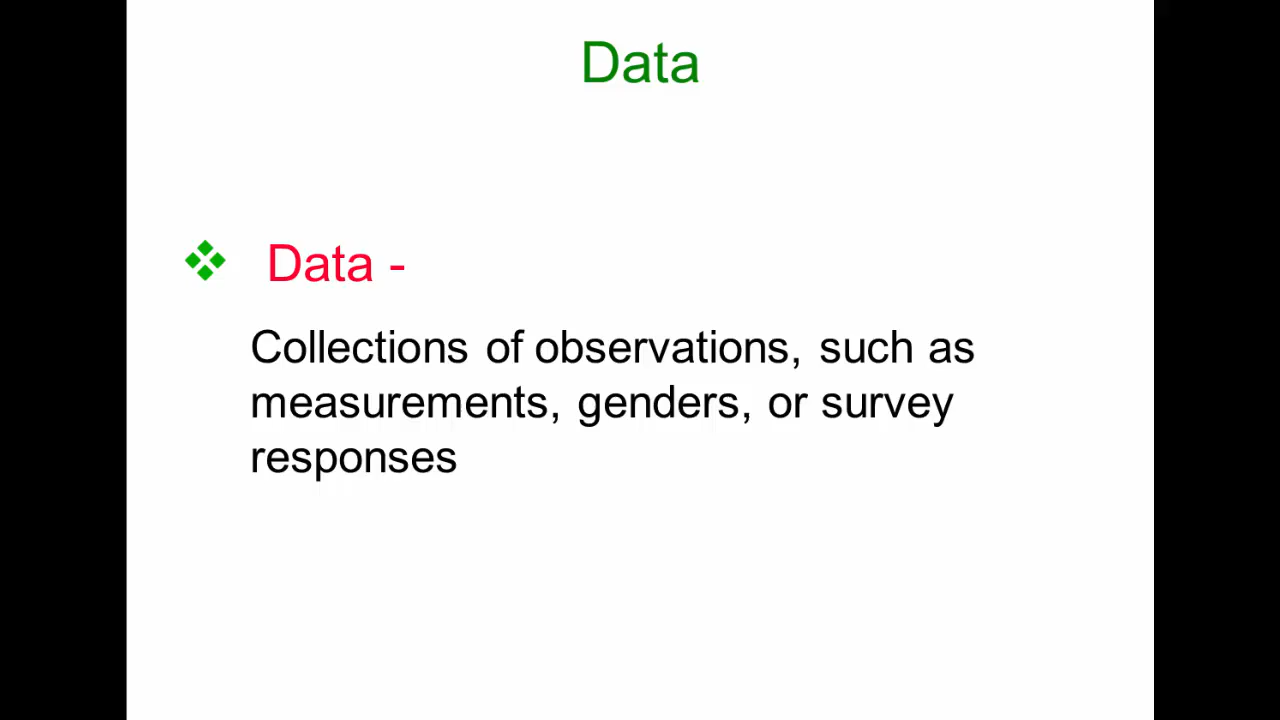 Data
Data -
Collections of observations, such as
measurements, genders, or survey
responses